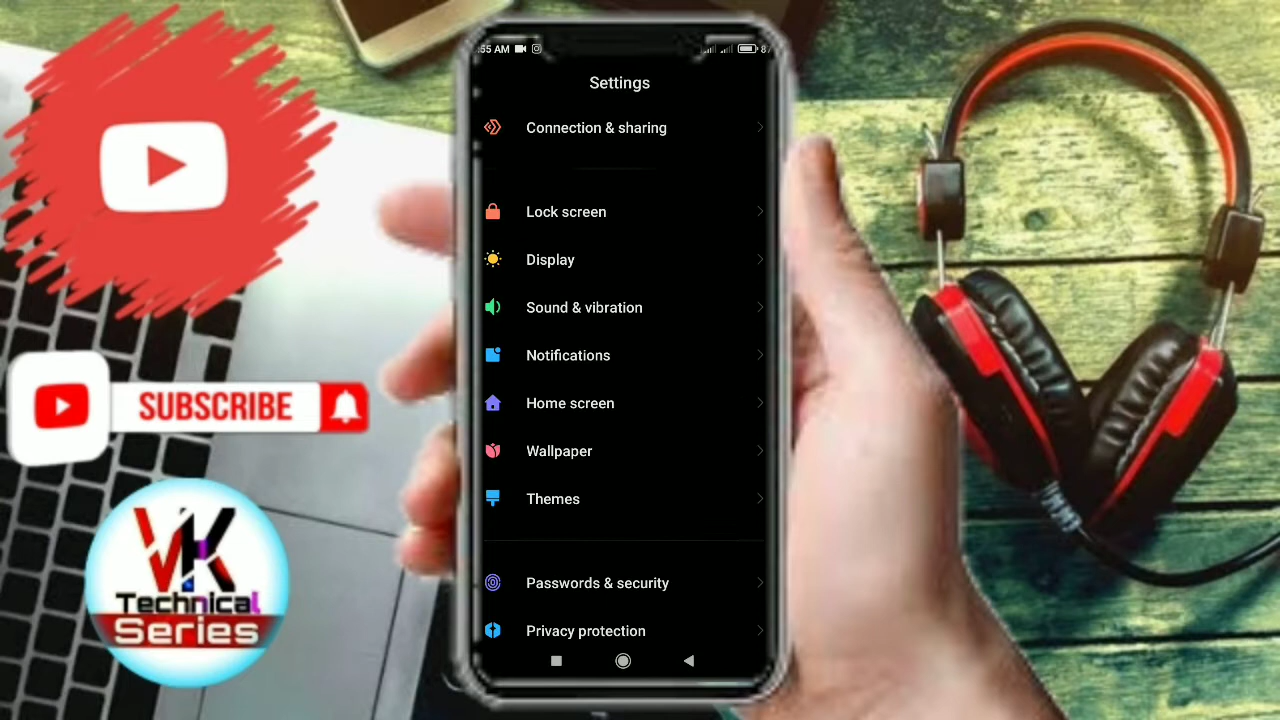 :55 AM
Settings
Connection & sharing
Lock screen
Display
Sound & vibration
Notifications
Home screen
Wallpaper
Themes
Passwords & security
Privacy protection
SUBSCRIBE
VK
Technical
Series